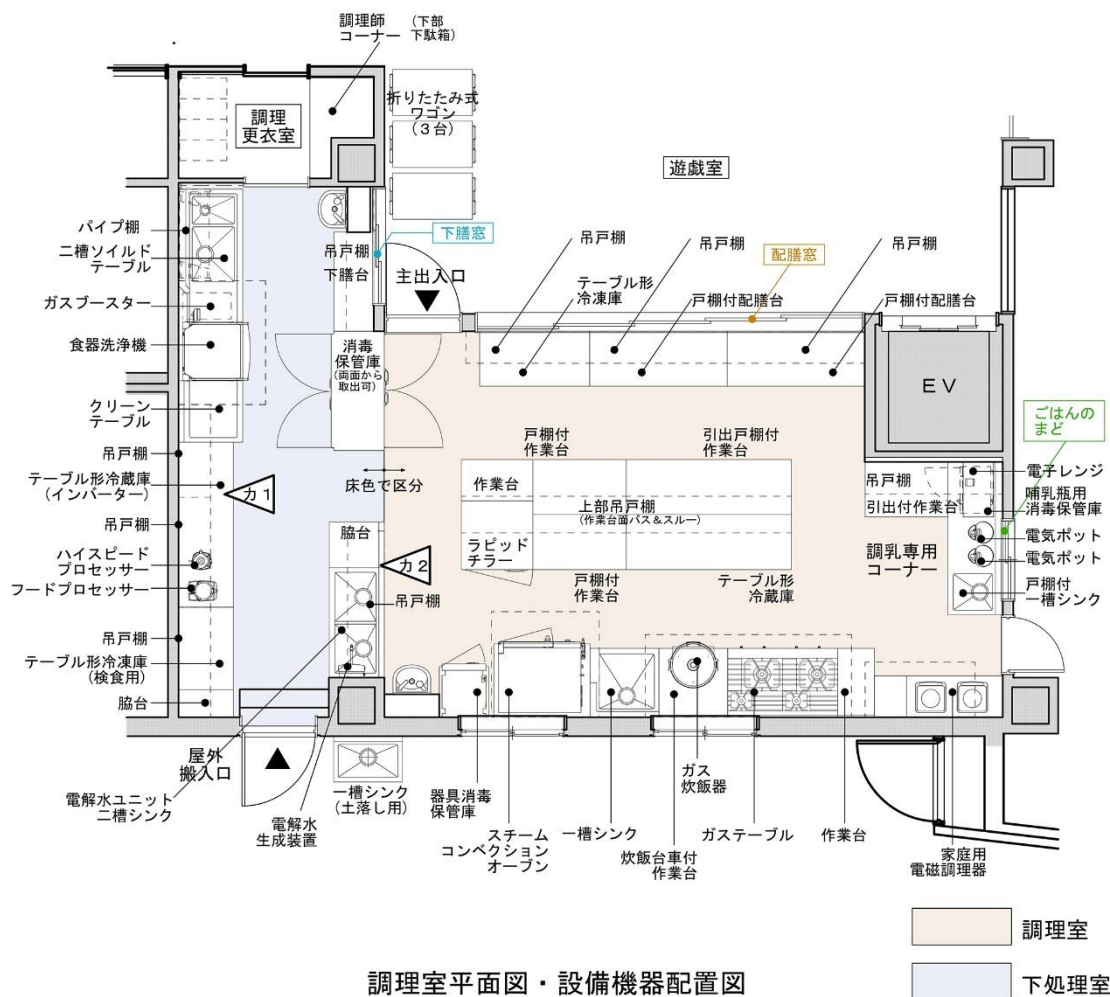 調理師
コーナー
(下部
下駄箱)
調理
更衣室
折りたたみ式
ワゴン
(3台)
遊戯室
パイプ棚
二槽ソイルド
テーブル
ガスブースター
食器洗浄機
クリーン
テーブル
吊戸棚
テーブル形冷蔵庫
(インバーター)
吊戸棚
ハイスピード
プロセッサー
フードプロセッサー
吊戸棚
テーブル形冷凍庫
(検食用)
脇台
吊戸棚
下膳台
下膳窓
主出入口
消毒
保管庫
(両面から
取出可)
吊戸棚
テーブル形
冷凍庫
吊戸棚
戸棚付配膳台
配膳窓
吊戸棚
戸棚付配膳台
EV
ごはんの
まど
カ1
床色で区分
脇台
カ2
吊戸棚
戸棚付
作業台
引出戸棚付
作業台
作業台
上部吊戸棚
(作業台面パス&スルー)
ラピッド
チラー
戸棚付
作業台
テーブル形
冷蔵庫
吊戸棚
引出付作業台
調乳専用
コーナー
電子レンジ
哺乳瓶用
消毒保管庫
電気ポット
電気ポット
戸棚付
一槽シンク
屋外
搬入口
電解水ユニット
二槽シンク
電解水
生成装置
一槽シンク
(土落し用)
器具消毒
保管庫
スチーム
コンベクション
オーブン
一槽シンク
炊飯台車付
作業台
ガス
炊飯器
ガステーブル
作業台
家庭用
電磁調理器
調理室
下処理室
調理室平面図・設備機器配置図